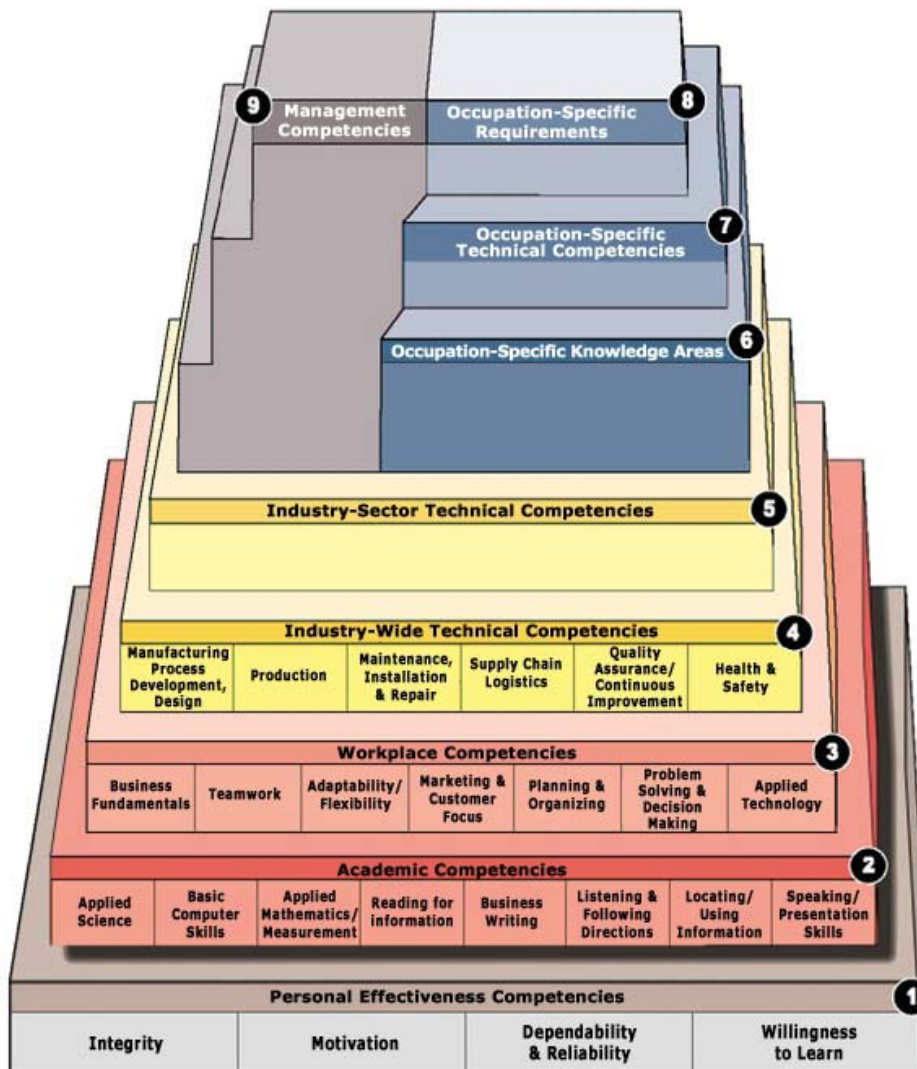 9
Management
Competencies
Occupation-Specific
Requirements
8
Occupation-Specific
Technical Competencies
7
Occupation-Specific Knowledge Areas
6
Industry-Sector Technical Competencies
5
Industry-Wide Technical Competencies
4
Manufacturing
Process
Development,
Design
Production
Maintenance,
Installation
& Repair
Supply Chain
Logistics
Quality
Assurance/
Continuous
Improvement
Health &
Safety
Workplace Competencies
3
Business
Fundamentals
Teamwork
Adaptability/
Flexibility
Marketing &
Customer
Focus
Planning &
Organizing
Problem
Solving &
Decision
Making
Applied
Technology
Academic Competencies
2
Applied
Science
Basic
Computer
Skills
Applied
Mathematics/
Measurement
Reading for
information
Business
Writing
Listening &
Following
Directions
Locating/
Using
Information
Speaking/
Presentation
Skills
Personal Effectiveness Competencies
1
Integrity
Motivation
Dependability
& Reliability
Willingness
to Learn